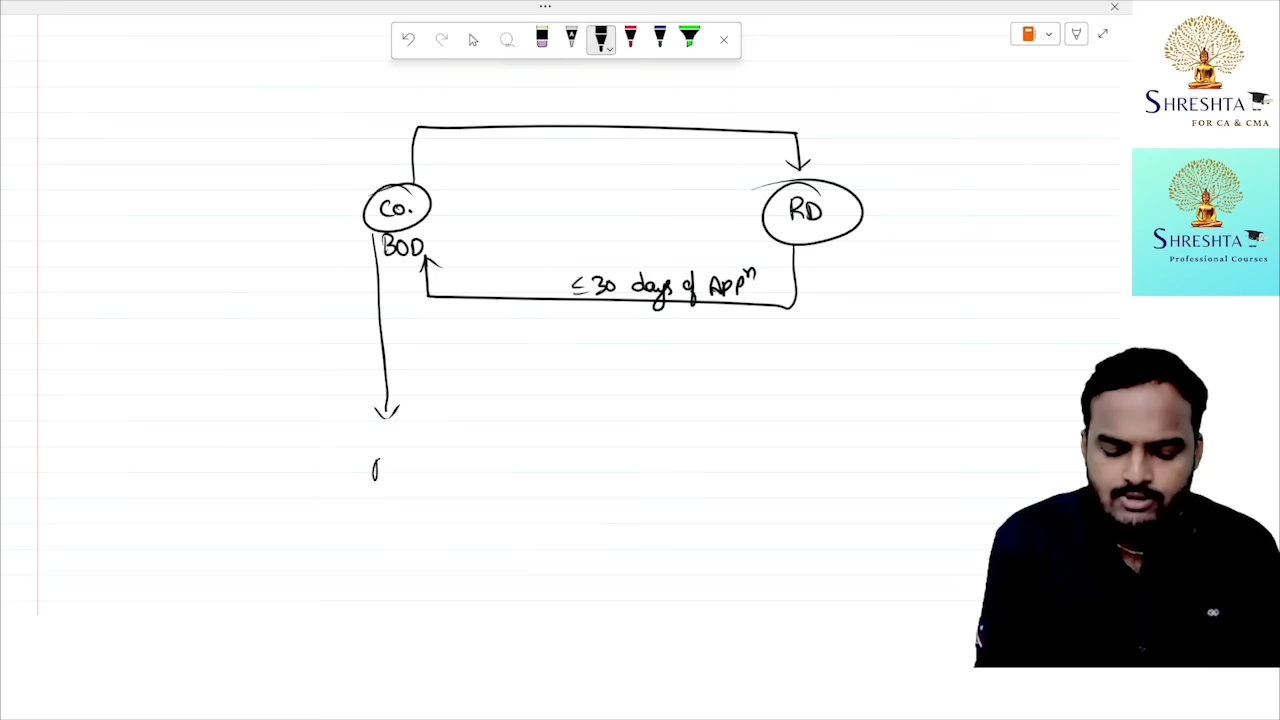 SHRESHTA
FOR CA & CMA
Co.
RD
BOD
≤30 days of APPⁿ
SHRESHTA
Professional Courses